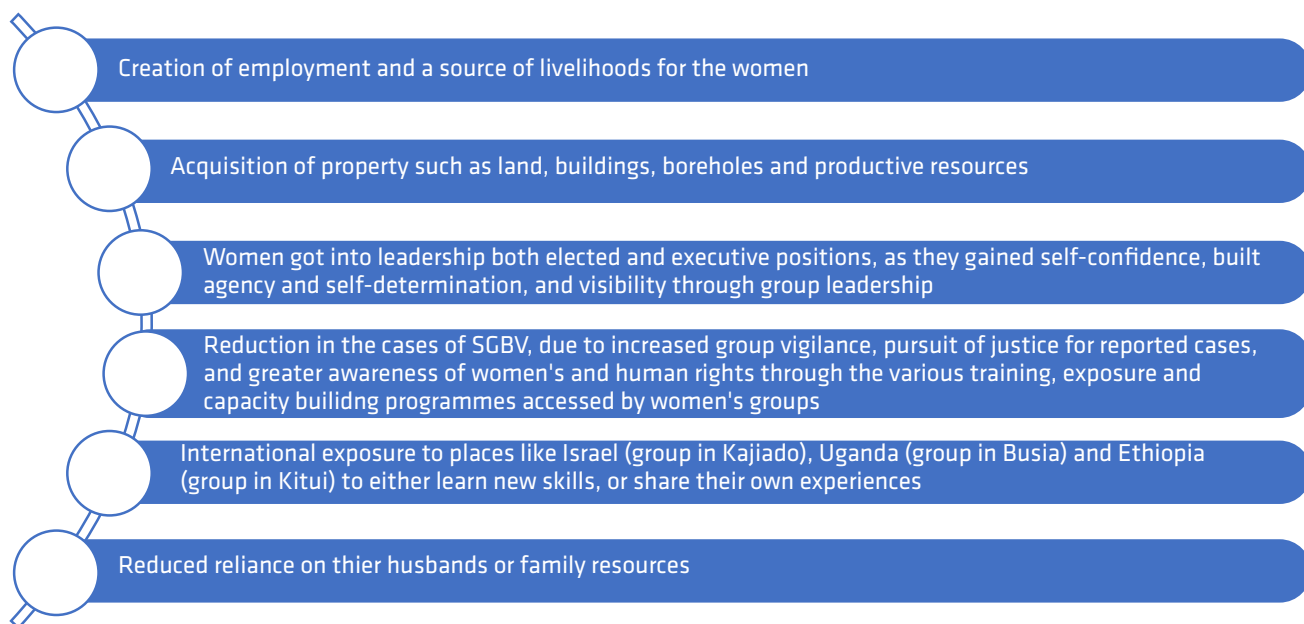 Creation of employment and a source of livelihoods for the women
Acquisition of property such as land, buildings, boreholes and productive resources
Women got into leadership both elected and executive positions, as they gained self-confidence, built
agency and self-determination, and visibility through group leadership
Reduction in the cases of SGBV, due to increased group vigilance, pursuit of justice for reported cases,
and greater awareness of women's and human rights through the various training, exposure and
capacity builidng programmes accessed by women's groups
International exposure to places like Israel (group in Kajiado), Uganda (group in Busia) and Ethiopia
(group in Kitui) to either learn new skills, or share their own experiences
Reduced reliance on thier husbands or family resources